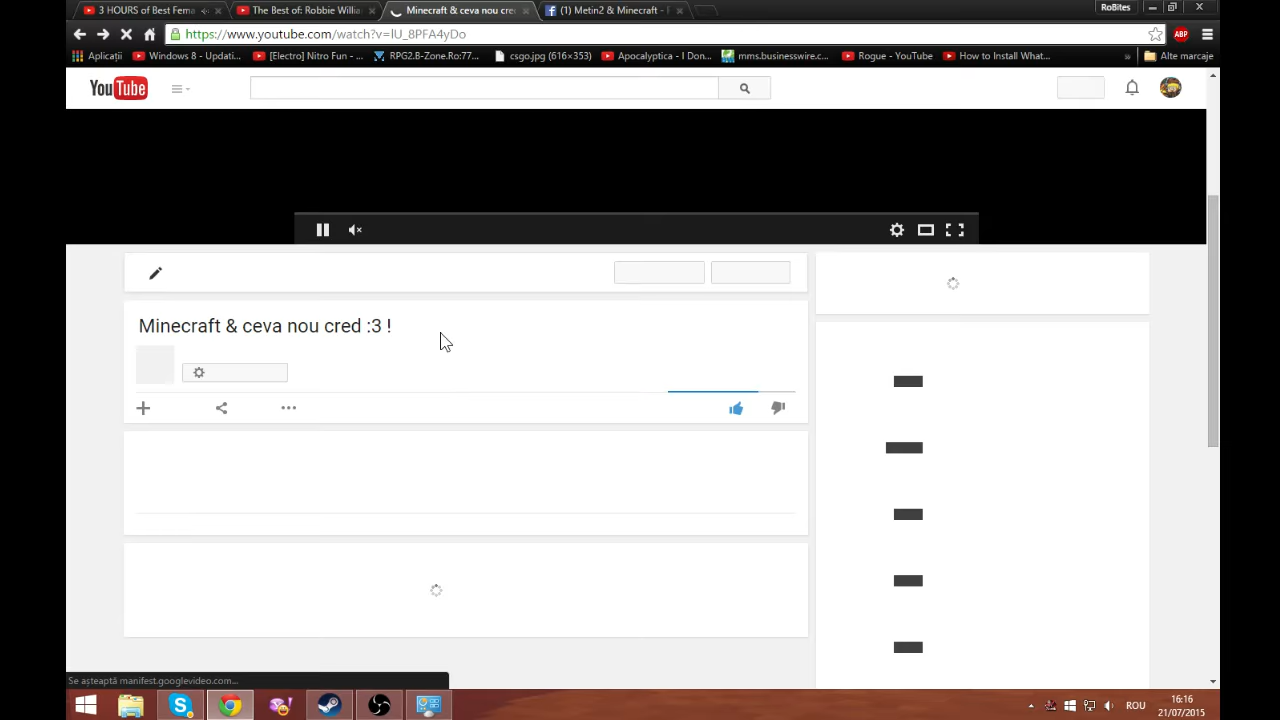 3 HOURS of Best Fema
The Best of: Robbie Willia
Minecraft & ceva nou cred
(1) Metin2 & Minecraft -
RoBites
https://www.youtube.com/watch?v=lU_8PFA4yDo
ABP
Aplicații
Windows 8 - Updati...
[Electro] Nitro Fun - ...
RPG2.B-Zone.Ro:77...
csgo.jpg (616×353)
Apocalyptica - I Don...
mms.businesswire.c...
Rogue - YouTube
How to Install What...
»
Alte marcaje
YouTube
Minecraft & ceva nou cred :3 !
Se așteaptă manifest.googlevideo.com...
ROU
16:16
21/07/2015